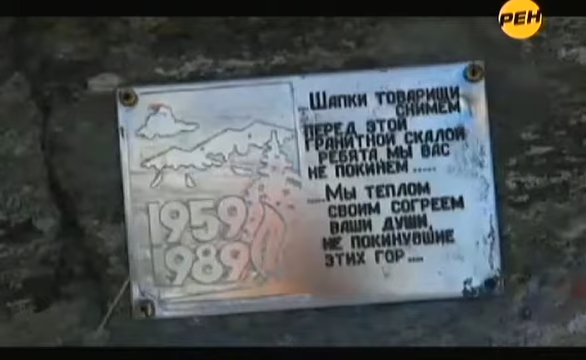 РЕН
Шапки товарищи
снимем
перед этой
гранитной скалой
ребята мы вас
не покинем .....
....Мы теплом
своим согреем
ваши души,
не покинувшие
этих гор ....
1959
1989